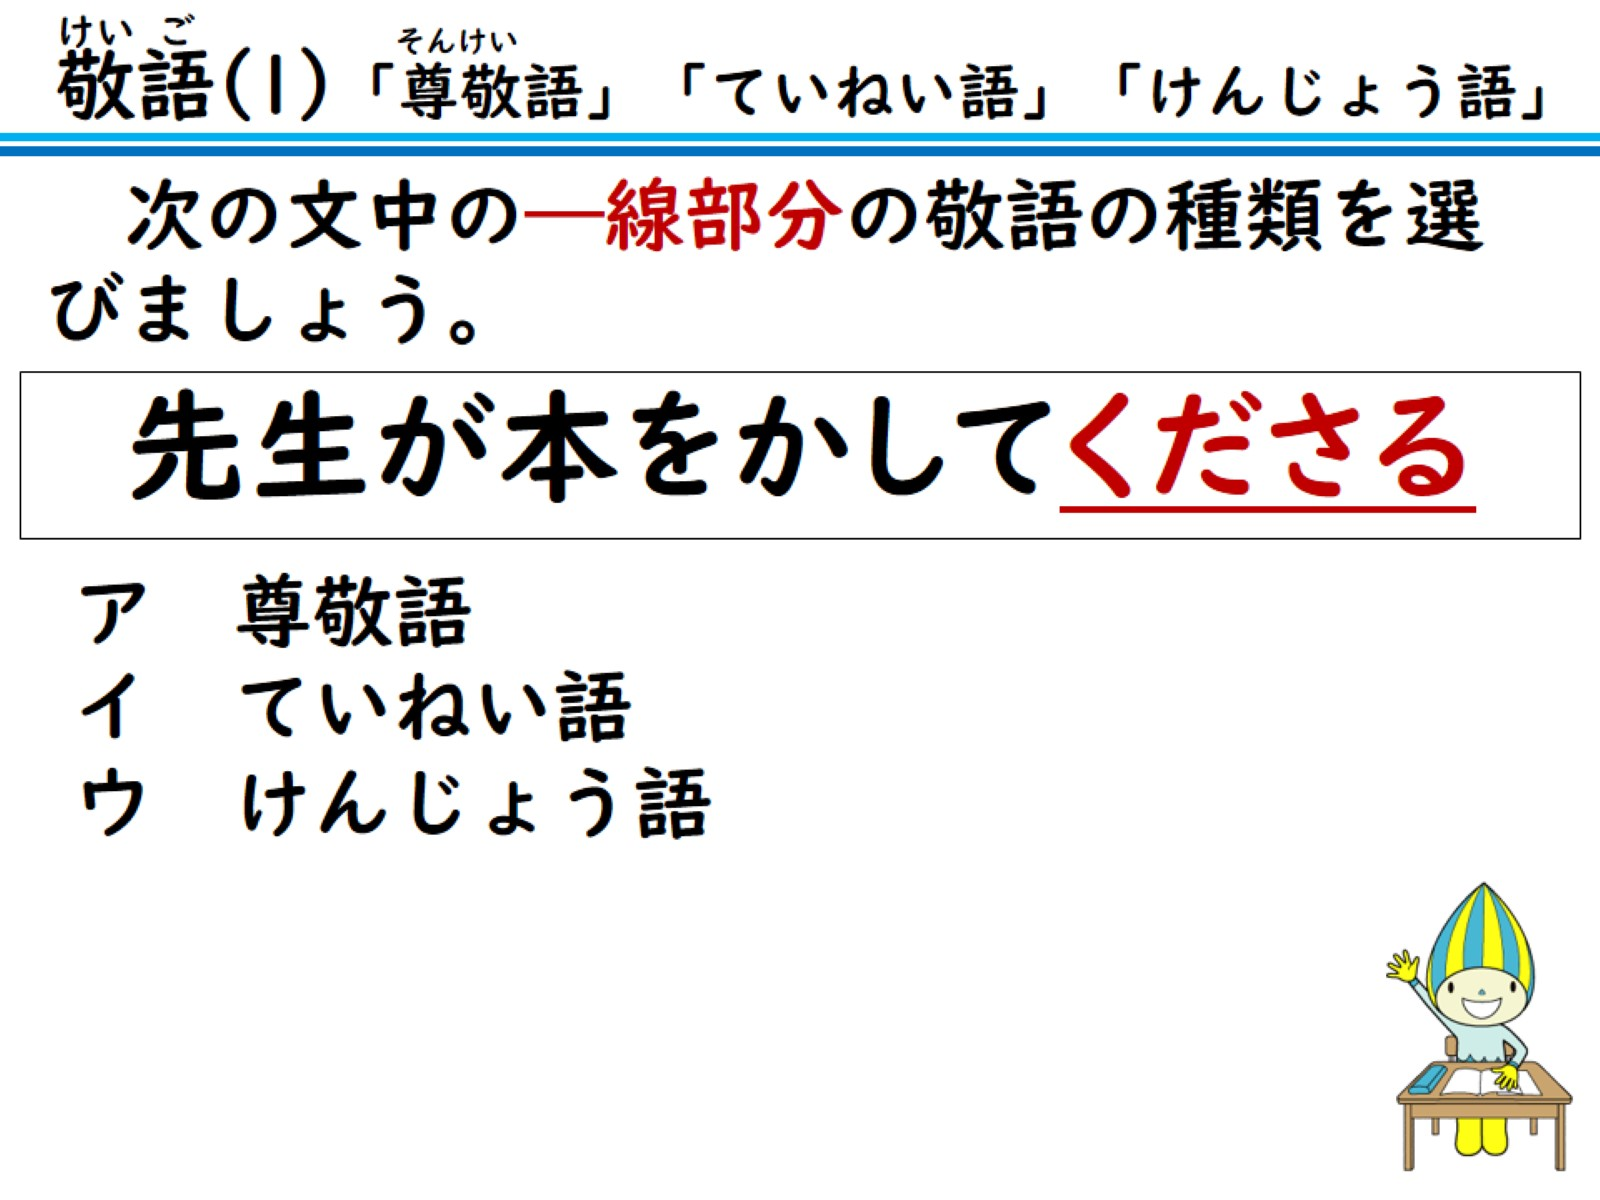 けいご そんけい
敬語(1)「尊敬語」「ていねい語」「けんじょう語」
次の文中の―線部分の敬語の種類を選
びましょう。
先生が本をかしてくださる
ア 尊敬語
イ ていねい語
ウ けんじょう語